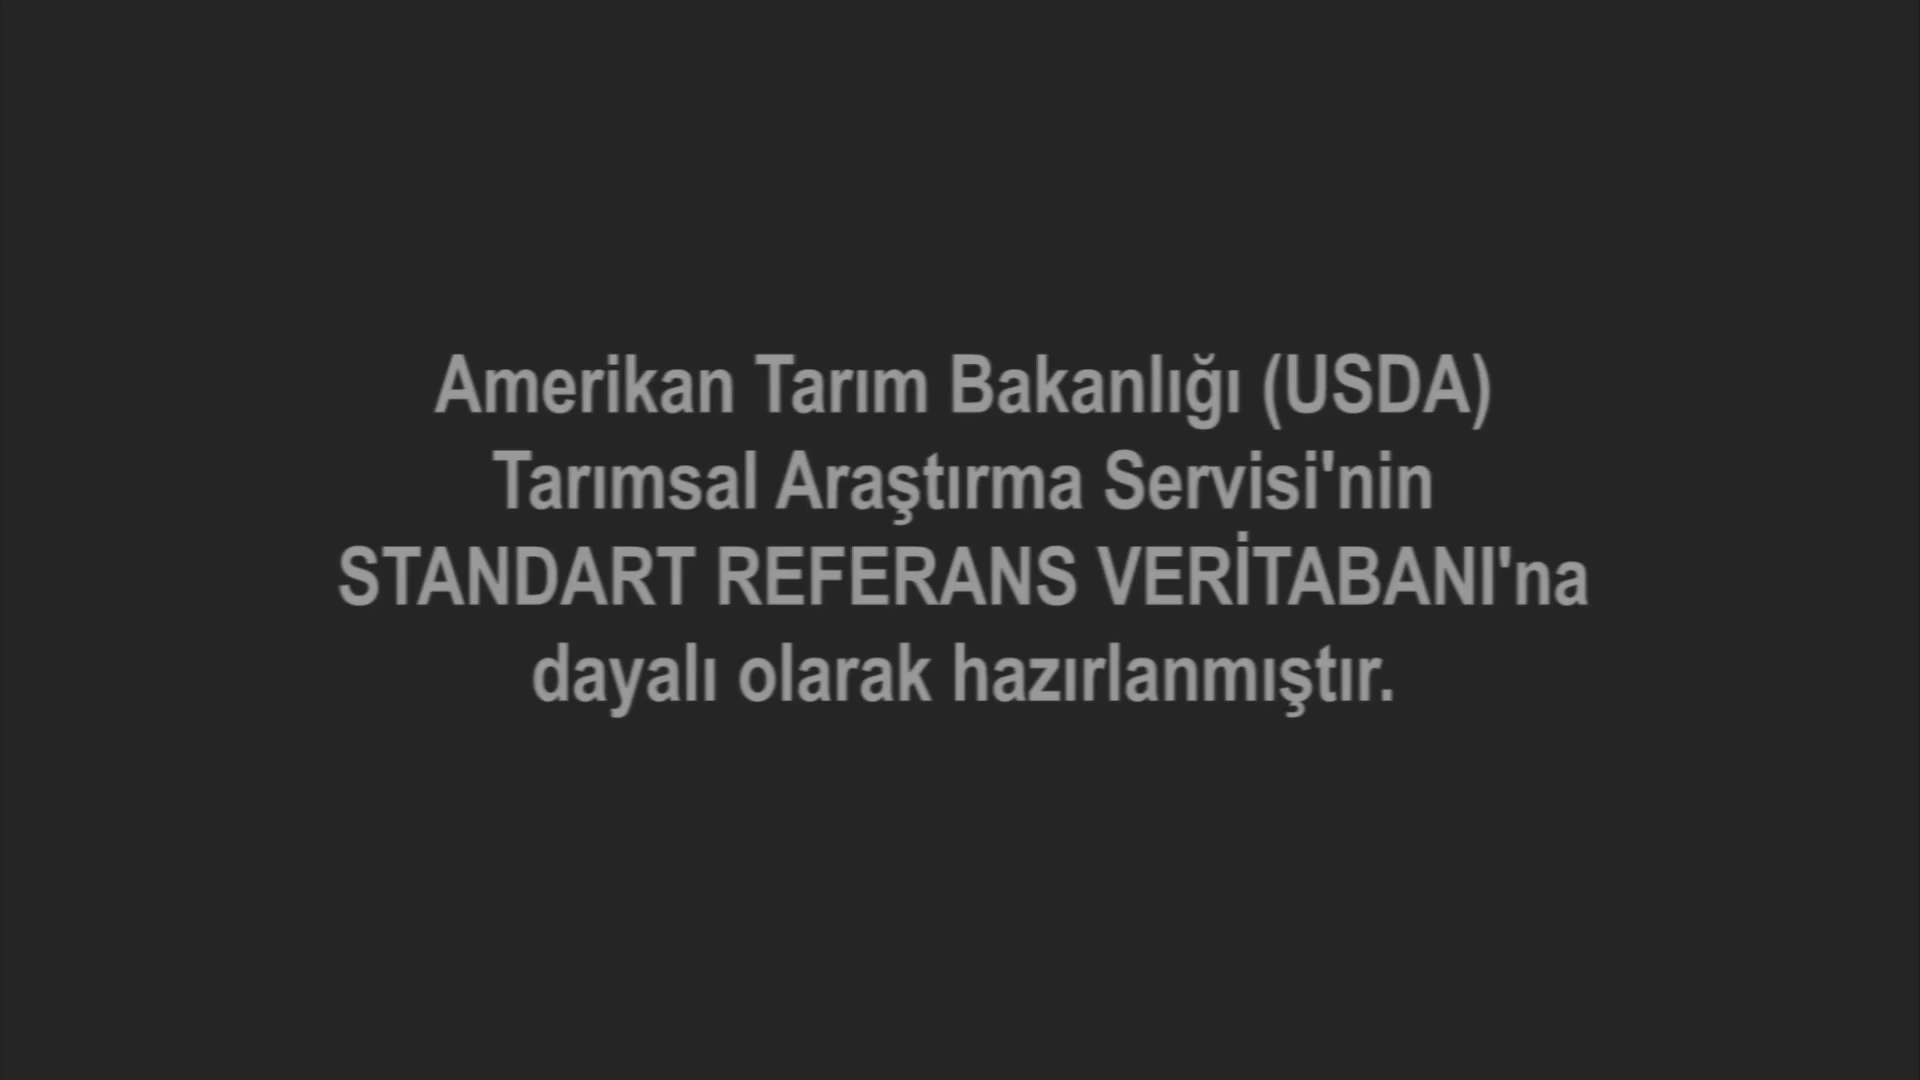 Amerikan Tarım Bakanlığı (USDA)
Tarımsal Araştırma Servisi'nin
STANDART REFERANS VERİTABANI'na
dayalı olarak hazırlanmıştır.